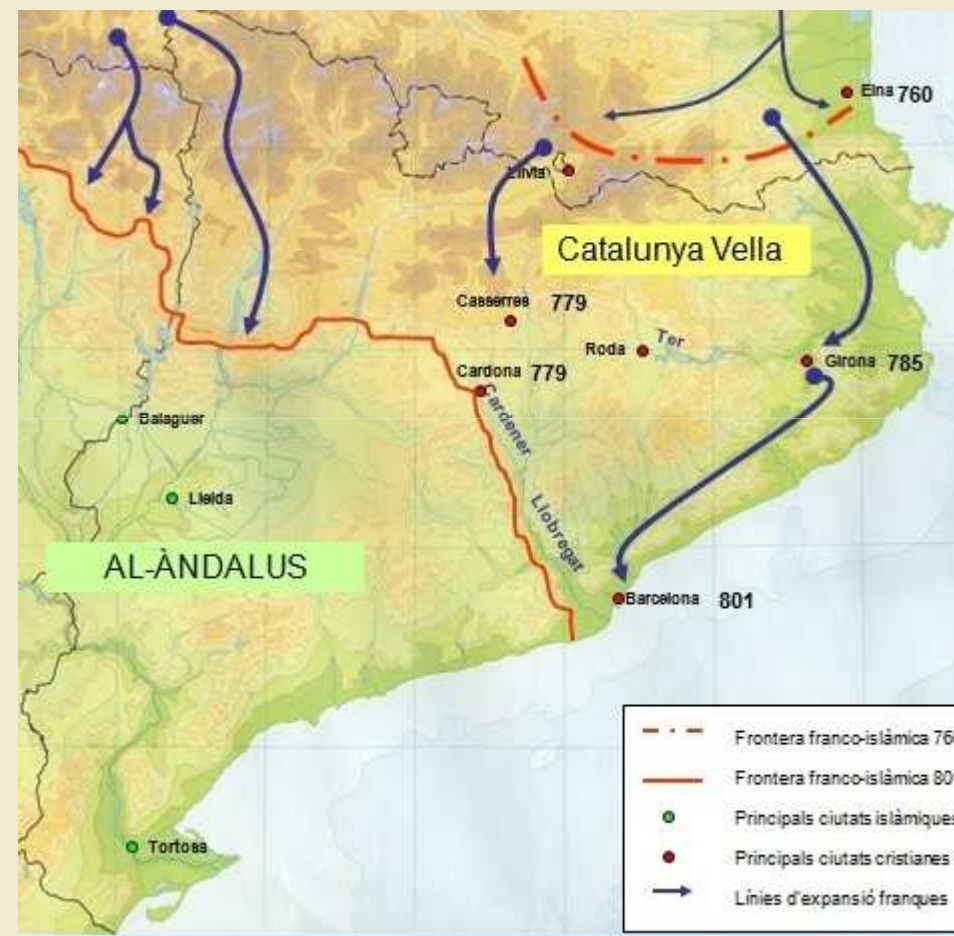 Elna 760
Llívia
Catalunya Vella
Casserres 779
Roda
Ter
Girona 785
Cardona 779
Cardener
Balaguer
Lleida
Llobregar
AL-ÀNDALUS
Barcelona 801
Frontera franco-islàmica 76
Frontera franco-islàmica 80
Principals ciutats islàmiques
Principals ciutats cristianes
Línies d'expansió franques
Tortosa